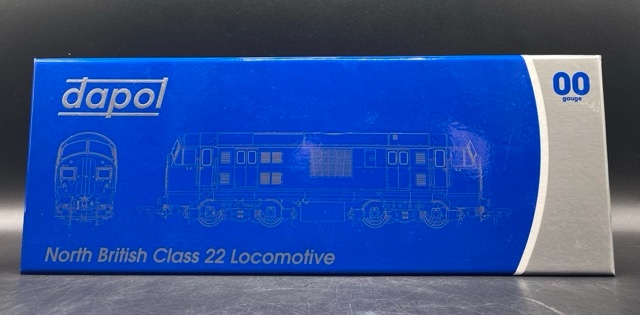 dapol
00
gauge
North British Class 22 Locomotive